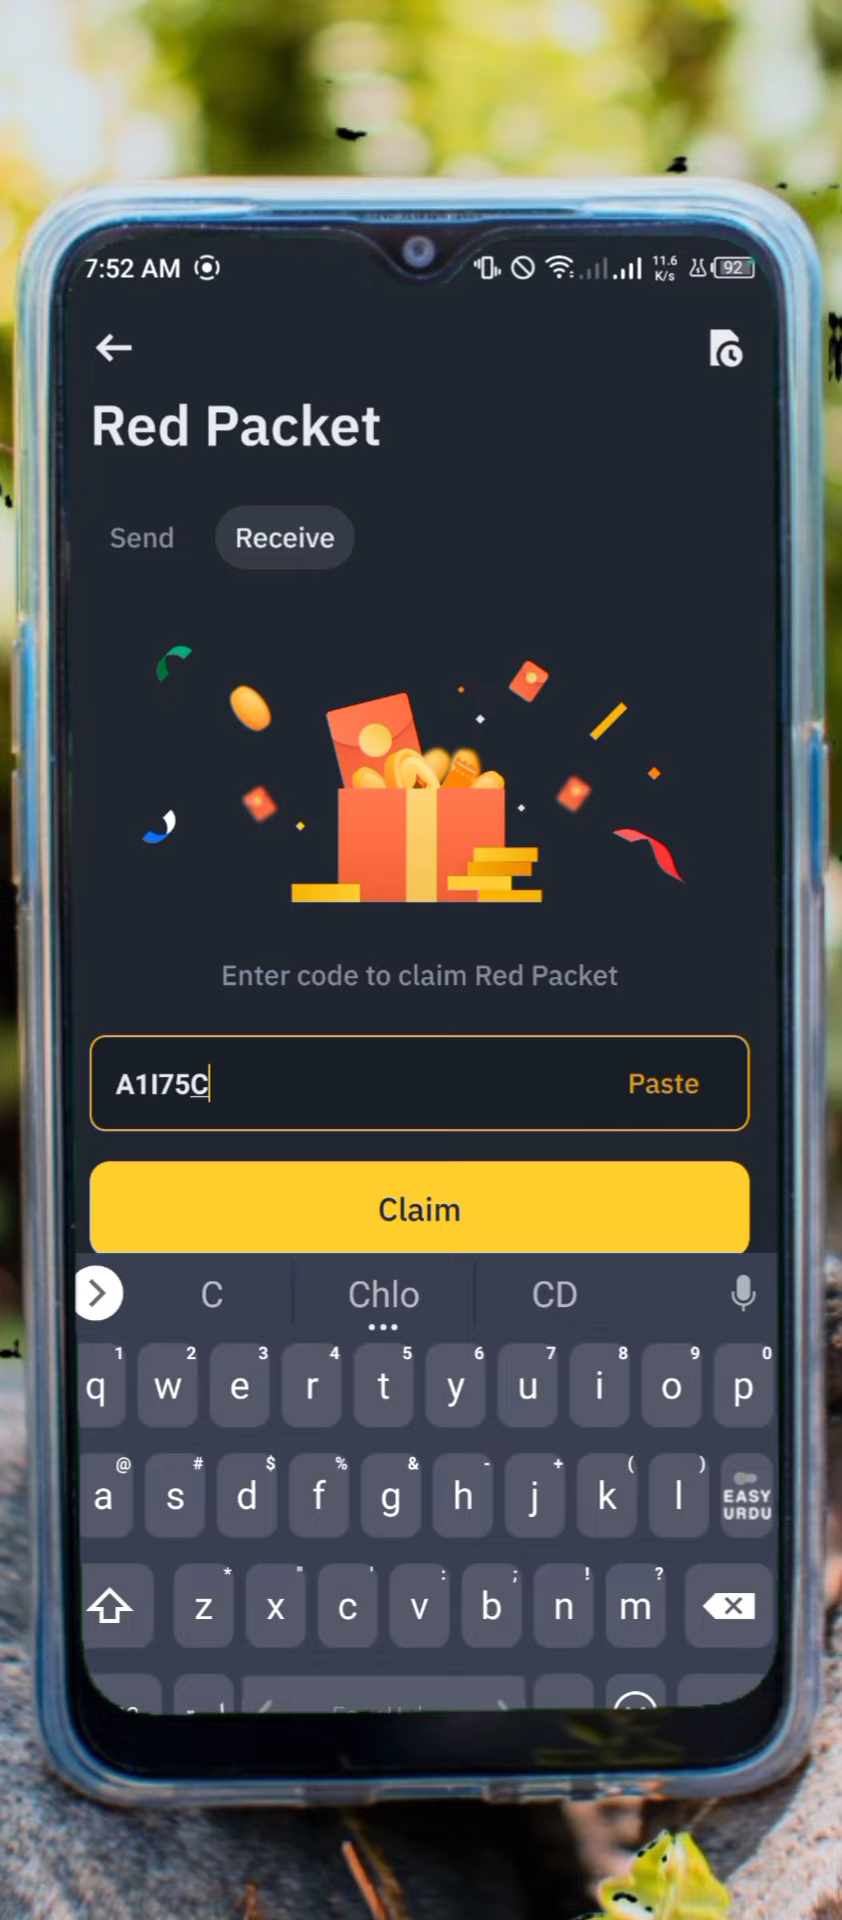 7:52 AM
11.6
K/s
92
Red Packet
Send Receive
Enter code to claim Red Packet
A1I75C Paste
Claim
C Chlo CD
1 2 3 4 5 6 7 8 9 0
q w e r t y u i o p
@ # $ % & - + ( )
a s d f g h j k l
EASY
URDU
* " ' : ; ! ?
z x c v b n m